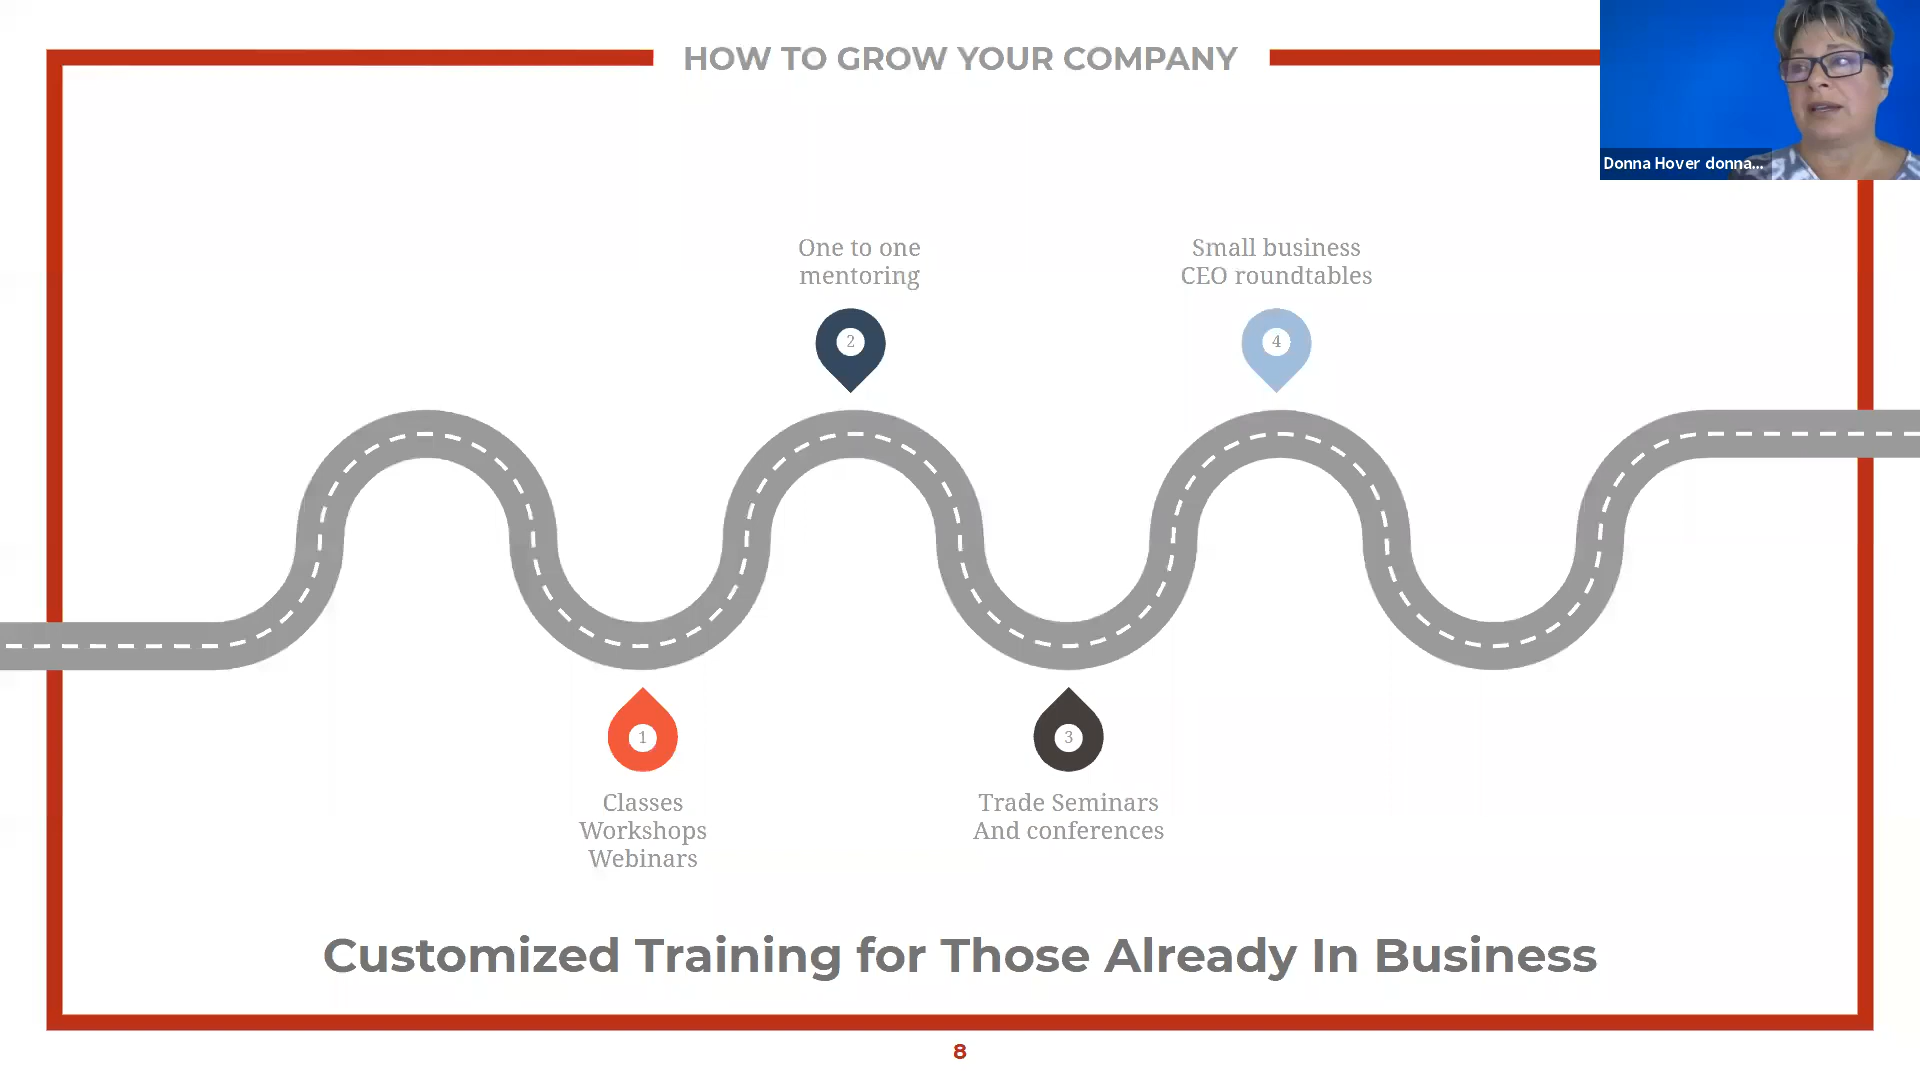 HOW TO GROW YOUR COMPANY
Donna Hover donna...
One to one
mentoring
Small business
CEO roundtables
2
4
1
3
Classes
Workshops
Webinars
Trade Seminars
And conferences
Customized Training for Those Already In Business
8